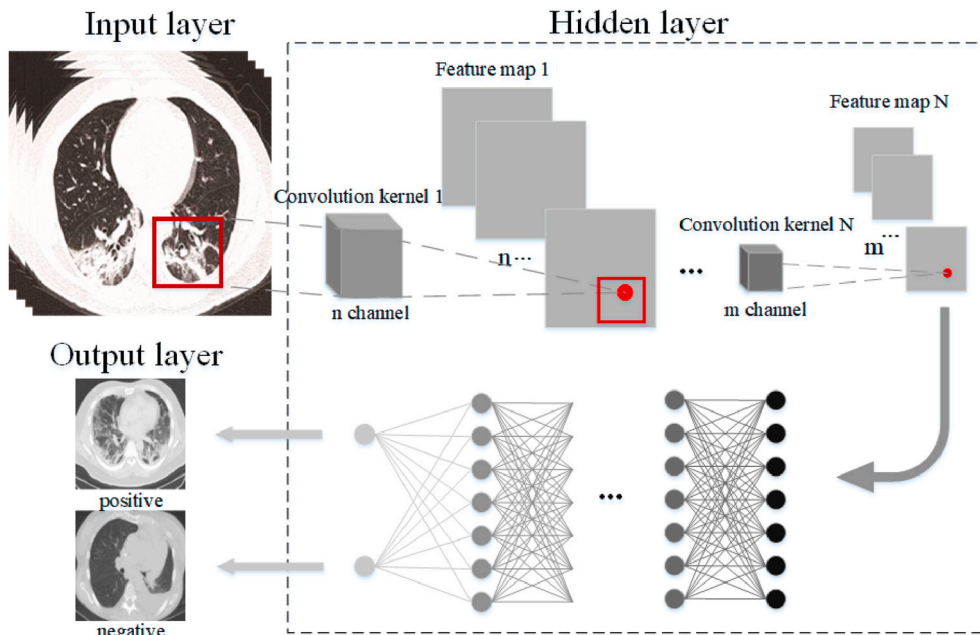 Input layer
Hidden layer
Feature map 1
Feature map N
Convolution kernel 1
Convolution kernel N
n ...
...
m ...
n channel
m channel
Output layer
positive
...
negative